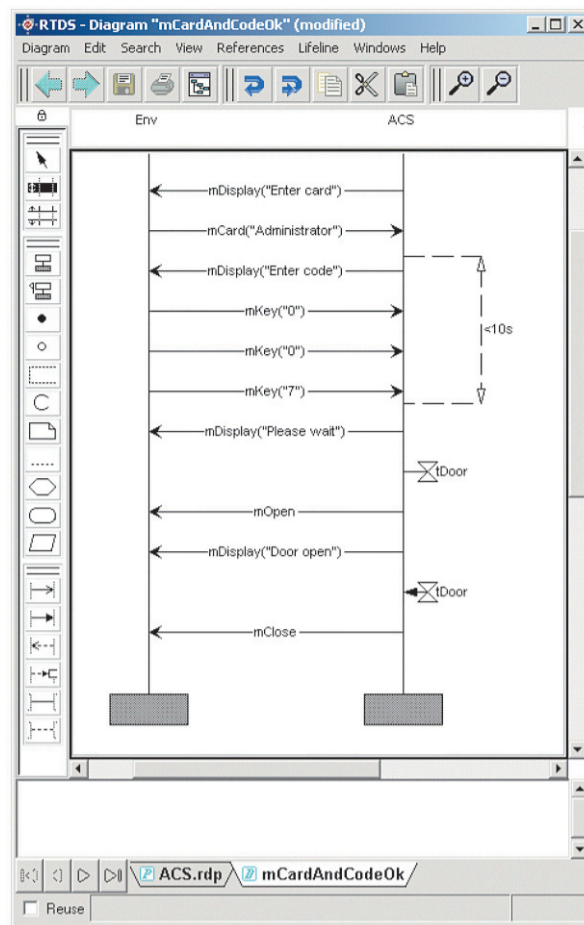 RTDS - Diagram "mCardAndCodeOk" (modified)
Diagram Edit Search View References Lifeline Windows Help
Env ACS
mDisplay("Enter card")
mCard("Administrator")
mDisplay("Enter code")
mKey("0")
<10s
mKey("0")
mKey("7")
mDisplay("Please wait")
tDoor
mOpen
mDisplay("Door open")
tDoor
mClose
ACS.rdp mCardAndCodeOk
Reuse